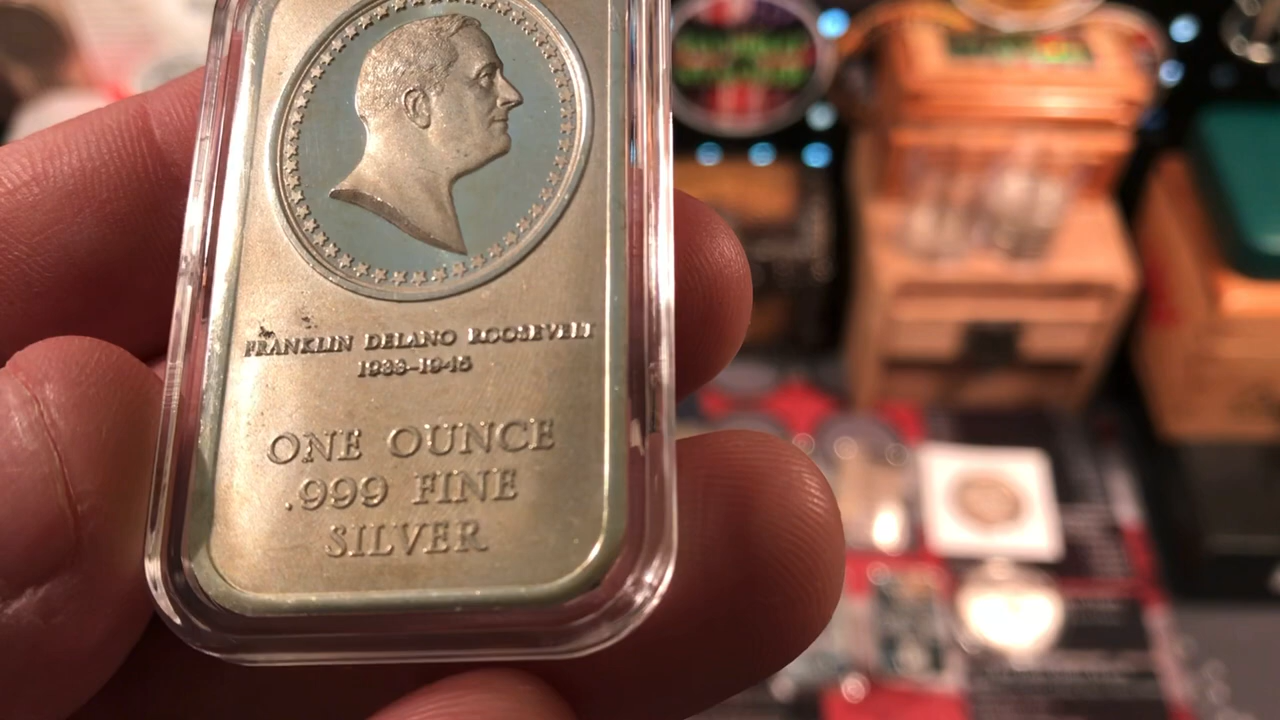 FRANKLIN DELANO ROOSEVELT
1933-1945
ONE OUNCE
.999 FINE
SILVER